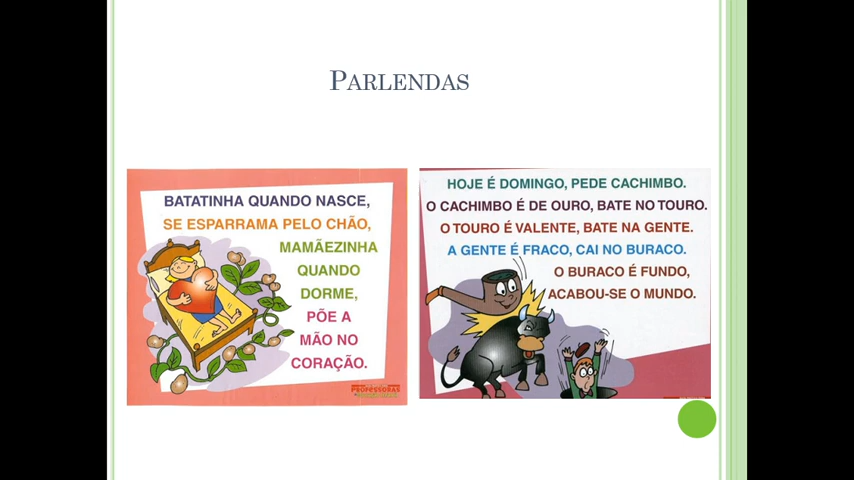 PARLENDAS
BATATINHA QUANDO NASCE,
SE ESPARRAMA PELO CHÃO,
MAMÃEZINHA
QUANDO
DORME,
PÕE A
MÃO NO
CORAÇÃO.
PROFESSORAS
HOJE É DOMINGO, PEDE CACHIMBO.
O CACHIMBO É DE OURO, BATE NO TOURO.
O TOURO É VALENTE, BATE NA GENTE.
A GENTE É FRACO, CAI NO BURACO.
O BURACO É FUNDO,
ACABOU-SE O MUNDO.